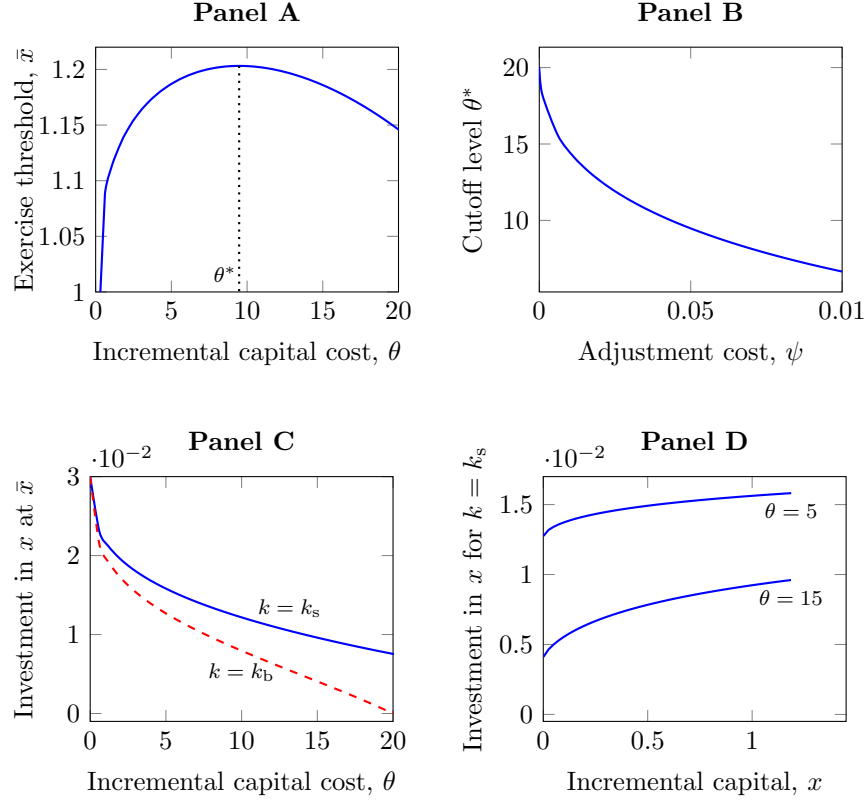 Panel A
Exercise threshold, x̄
1.2
1.15
1.1
1.05
1
θ*
0
5
10
15
20
Incremental capital cost, θ
Panel B
Cutoff level θ*
20
15
10
0
0.05
0.01
Adjustment cost, ψ
Panel C
·10⁻²
Investment in x at x̄
3
2
1
0
k = kₛ
k = k_b
0
5
10
15
20
Incremental capital cost, θ
Panel D
·10⁻²
Investment in x for k = kₛ
1.5
1
0.5
0
θ = 5
θ = 15
0
0.5
1
Incremental capital, x